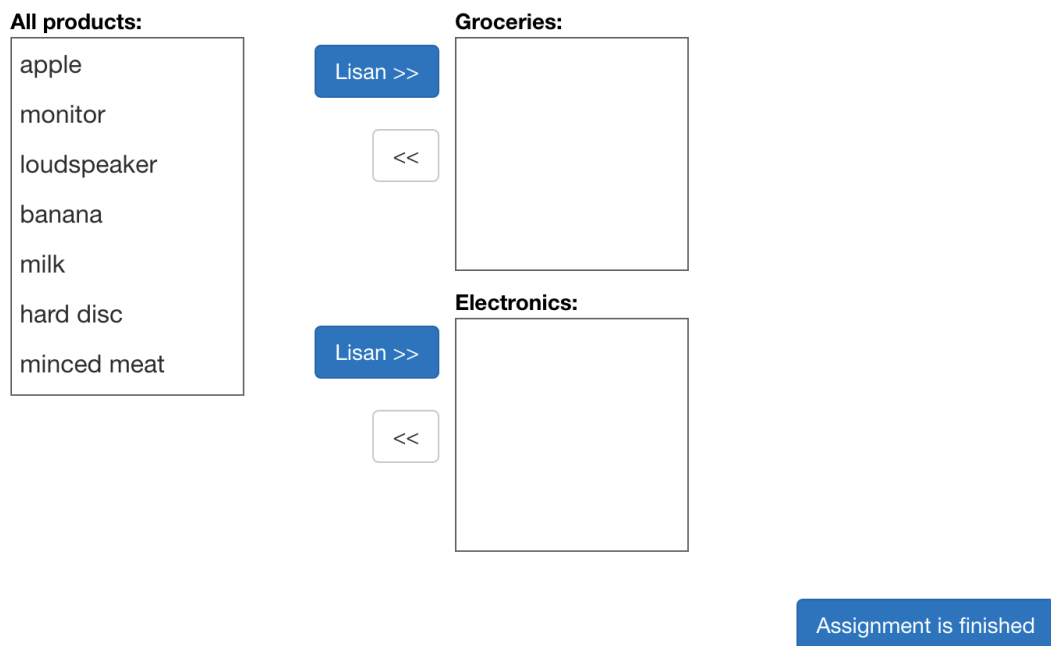 All products:
apple
monitor
loudspeaker
banana
milk
hard disc
minced meat
Lisan >>
<<
Groceries:
Lisan >>
<<
Electronics:
Assignment is finished